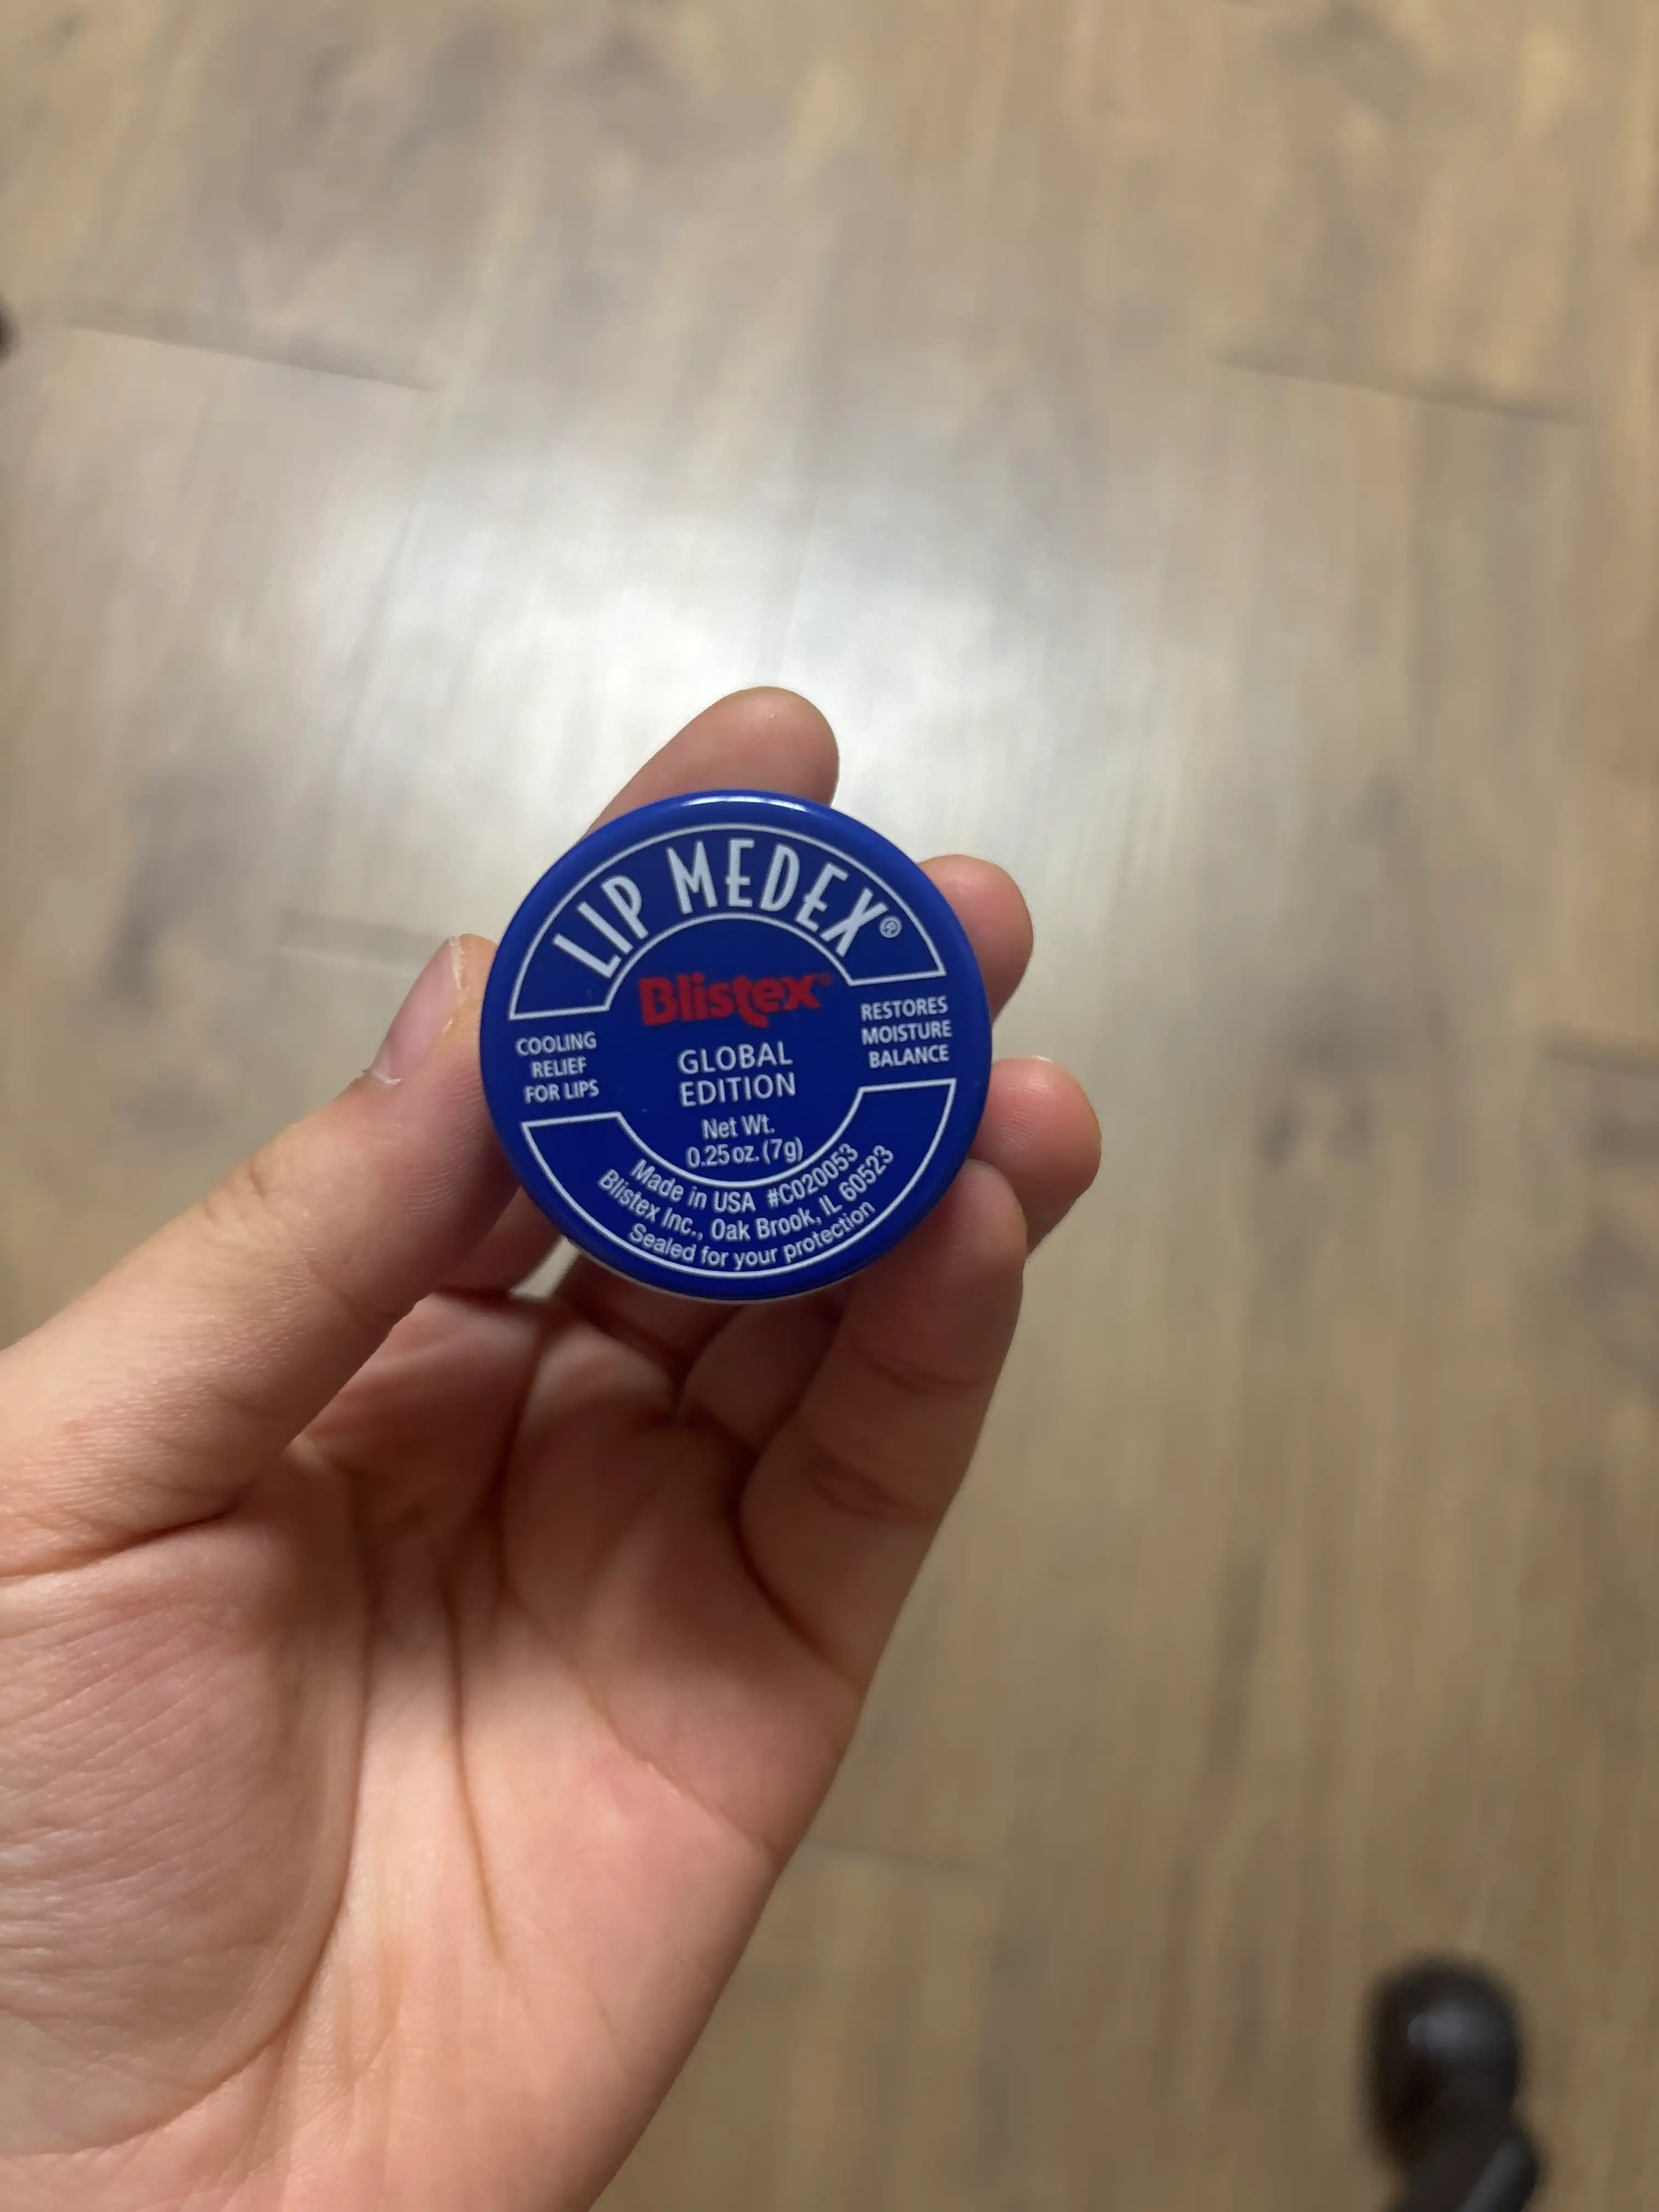 LIP MEDEX®
Blistex®
COOLING
RELIEF
FOR LIPS
GLOBAL
EDITION
RESTORES
MOISTURE
BALANCE
Net Wt.
0.25 oz. (7g)
Made in USA #C020053
Blistex Inc., Oak Brook, IL 60523
Sealed for your protection